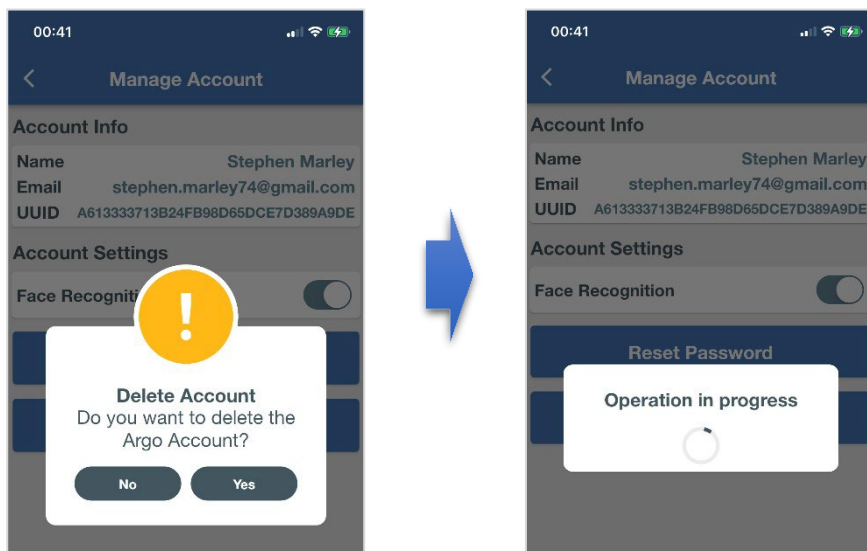 00:41
Manage Account
Account Info
Name Stephen Marley
Email stephen.marley74@gmail.com
UUID A613333713B24FB98D65DCE7D389A9DE
Account Settings
Face Recogniti
!
Delete Account
Do you want to delete the
Argo Account?
No Yes
00:41
Manage Account
Account Info
Name Stephen Marley
Email stephen.marley74@gmail.com
UUID A613333713B24FB98D65DCE7D389A9DE
Account Settings
Face Recognition
Reset Password
Operation in progress